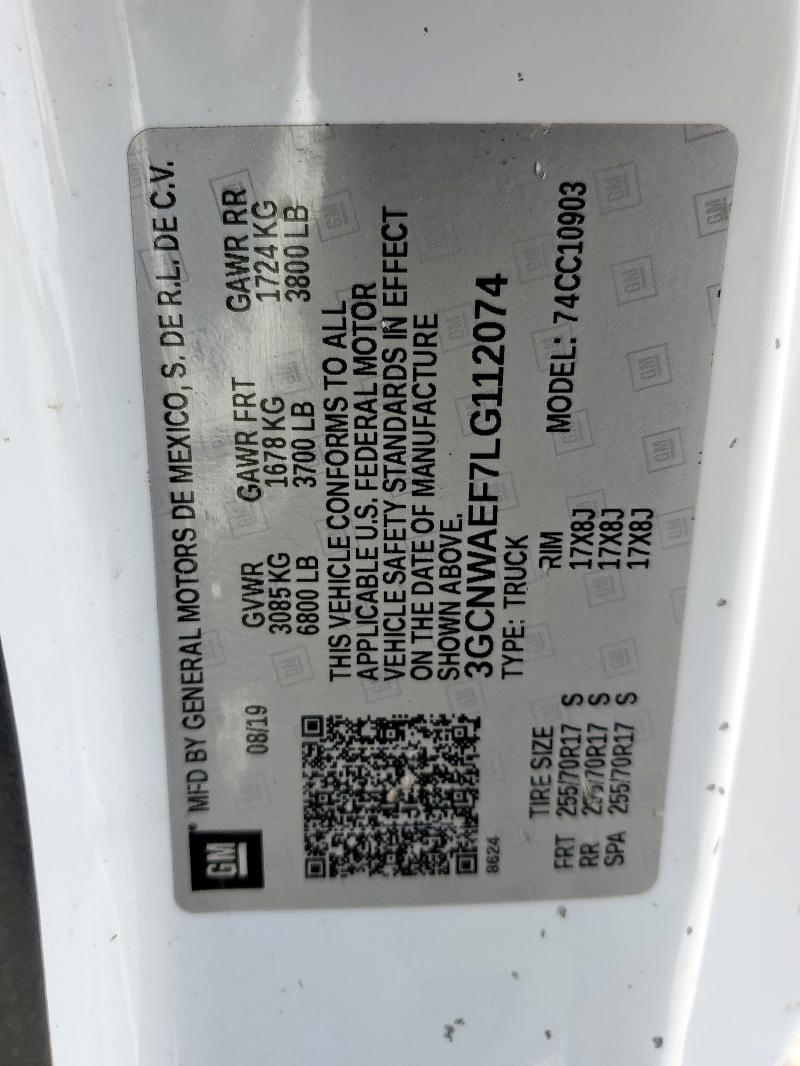 GM
MFD BY GENERAL MOTORS DE MEXICO, S. DE R.L. DE C.V.
08/19
GVWR GAWR FRT GAWR RR
3085KG 1678 KG 1724 KG
6800 LB 3700 LB 3800 LB
THIS VEHICLE CONFORMS TO ALL
APPLICABLE U.S. FEDERAL MOTOR
VEHICLE SAFETY STANDARDS IN EFFECT
ON THE DATE OF MANUFACTURE
SHOWN ABOVE.
3GCNWAEF7LG112074
TYPE: TRUCK
8624
MODEL: 74CC10903
TIRE SIZE RIM
FRT 255/70R17 S 17X8J
RR 255/70R17 S 17X8J
SPA 255/70R17 S 17X8J